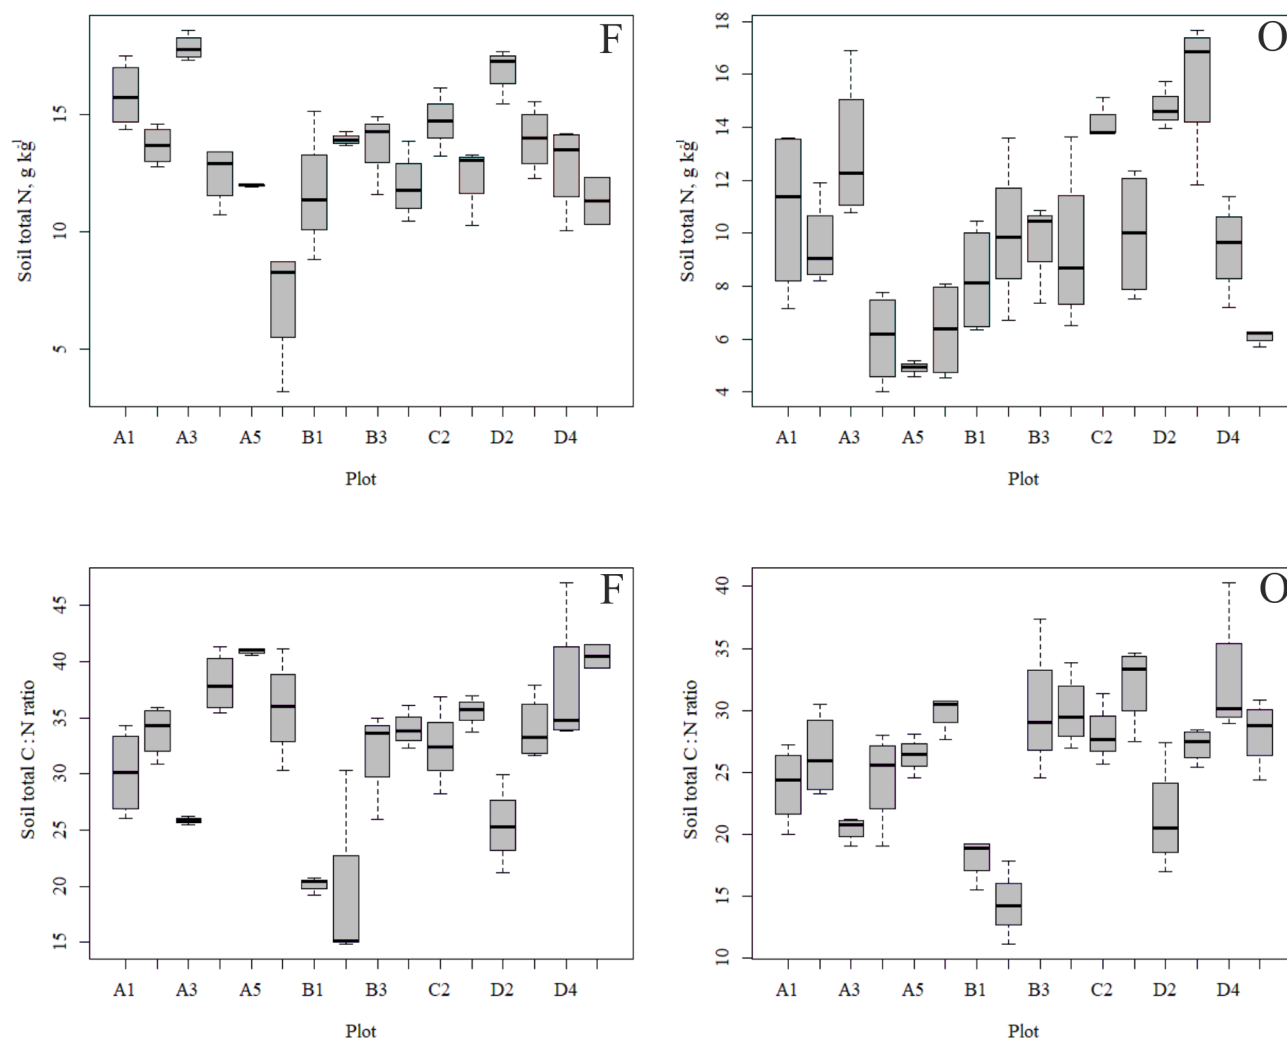 F
Soil total N, g kg^1
15
10
5
A1 A3 A5 B1 B3 C2 D2 D4
Plot
O
Soil total N, g kg^1
18
16
14
12
10
8
6
4
A1 A3 A5 B1 B3 C2 D2 D4
Plot
F
Soil total C : N ratio
45
40
35
30
25
20
15
A1 A3 A5 B1 B3 C2 D2 D4
Plot
O
Soil total C : N ratio
40
35
30
25
20
15
10
A1 A3 A5 B1 B3 C2 D2 D4
Plot